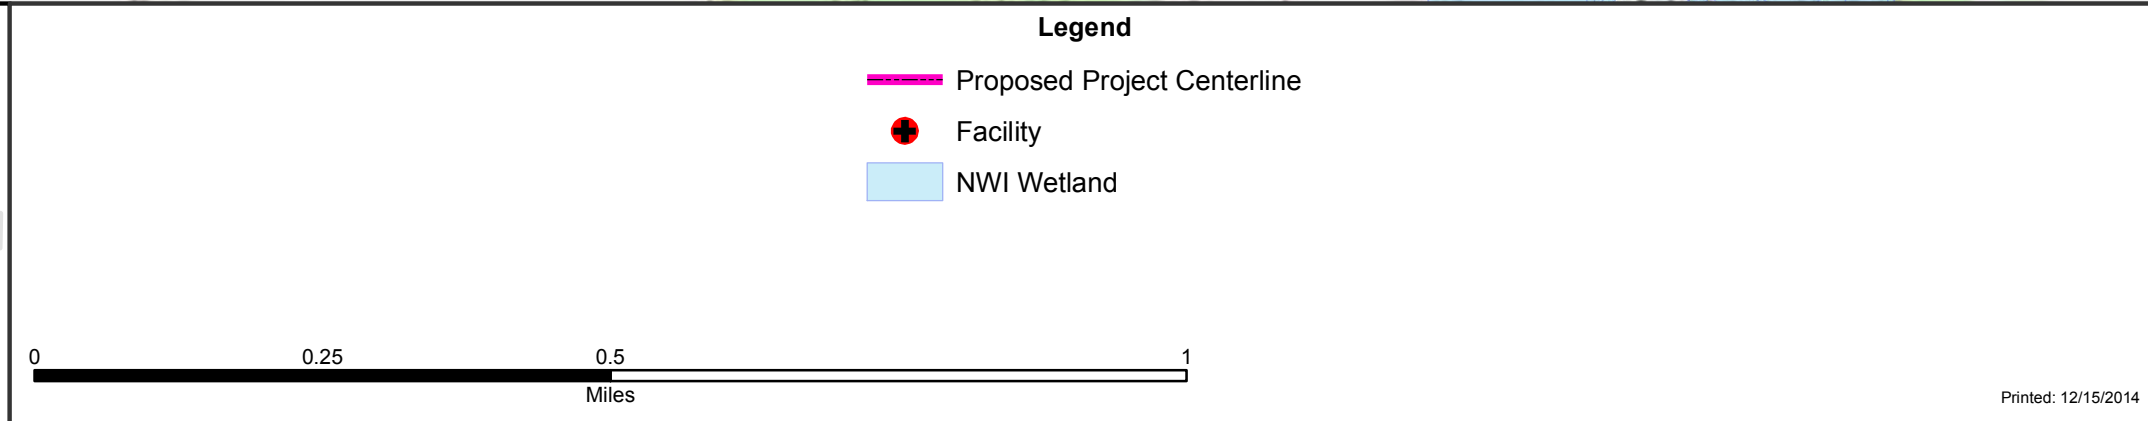 Legend
Proposed Project Centerline
Facility
NWI Wetland
0 0.25 0.5 1
Miles
Printed: 12/15/2014